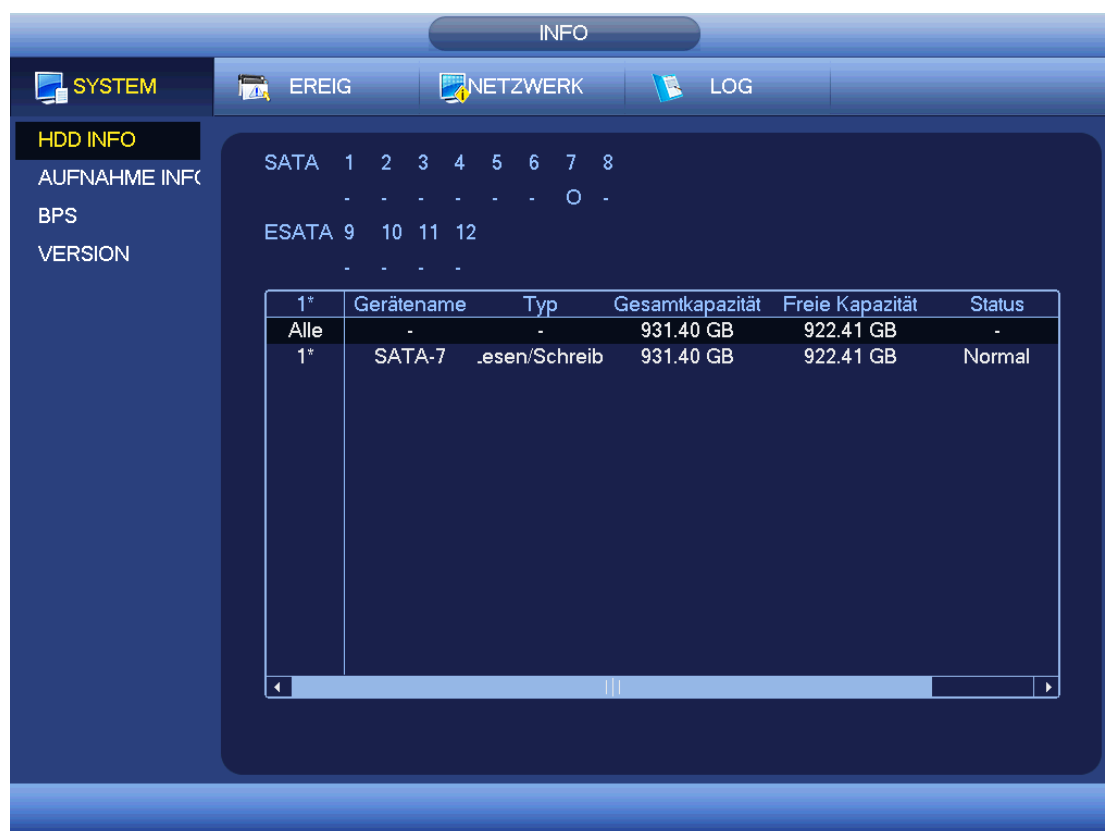 INFO
SYSTEM EREIG NETZWERK LOG
HDD INFO
AUFNAHME INF(
BPS
VERSION
SATA 1 2 3 4 5 6 7 8
- - - - - - O -
ESATA 9 10 11 12
- - - -
1* Gerätename Typ Gesamtkapazität Freie Kapazität Status
Alle - - 931.40 GB 922.41 GB -
1* SATA-7 .esen/Schreib 931.40 GB 922.41 GB Normal